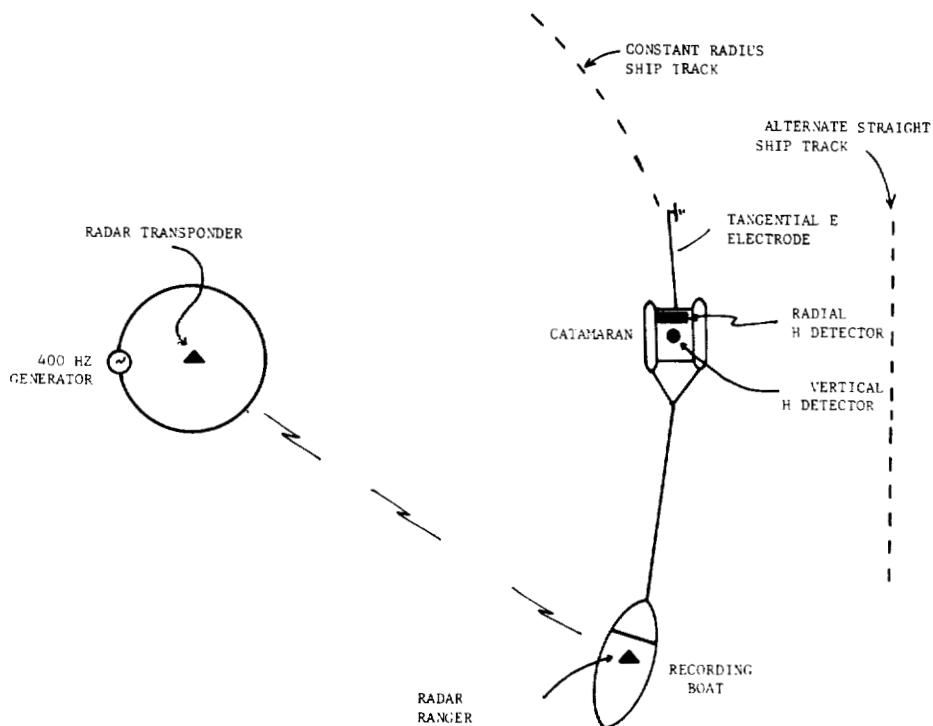 CONSTANT RADIUS
SHIP TRACK
ALTERNATE STRAIGHT
SHIP TRACK
TANGENTIAL E
ELECTRODE
RADAR TRANSPONDER
RADIAL
H DETECTOR
CATAMARAN
400 HZ
GENERATOR
~
VERTICAL
H DETECTOR
RECORDING
BOAT
RADAR
RANGER